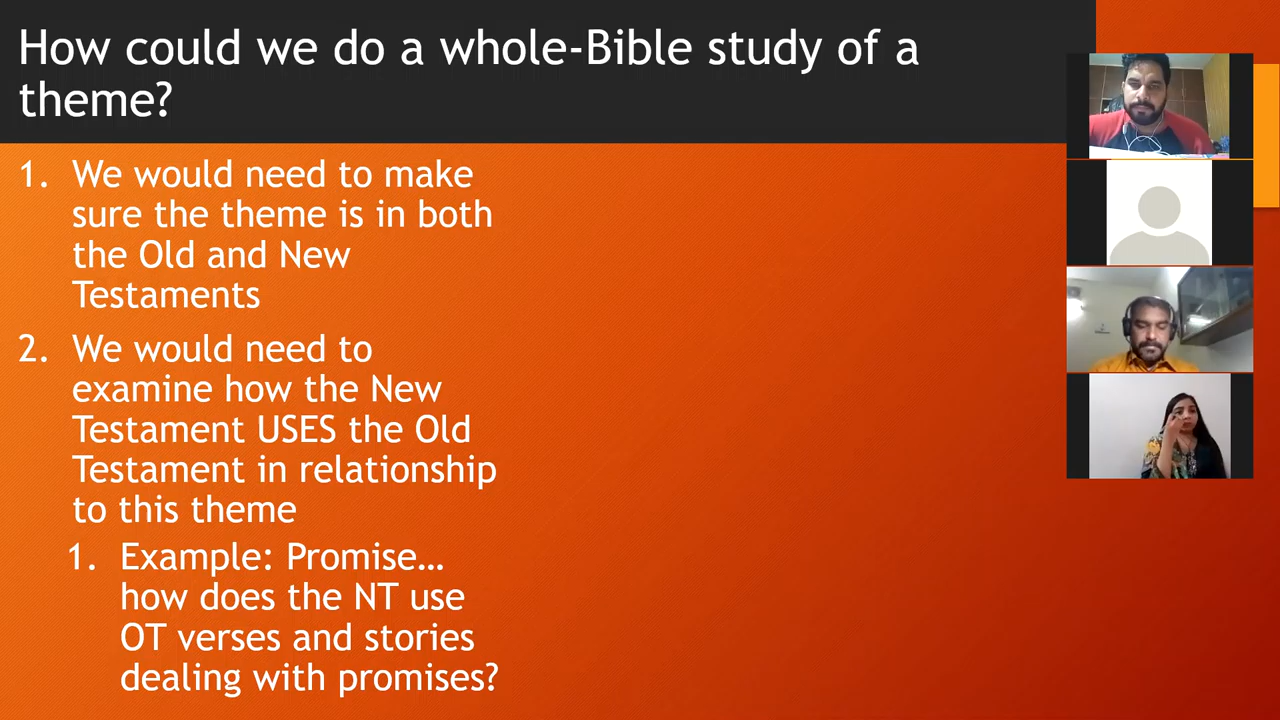 How could we do a whole-Bible study of a
theme?
1. We would need to make
sure the theme is in both
the Old and New
Testaments
2. We would need to
examine how the New
Testament USES the Old
Testament in relationship
to this theme
1. Example: Promise…
how does the NT use
OT verses and stories
dealing with promises?